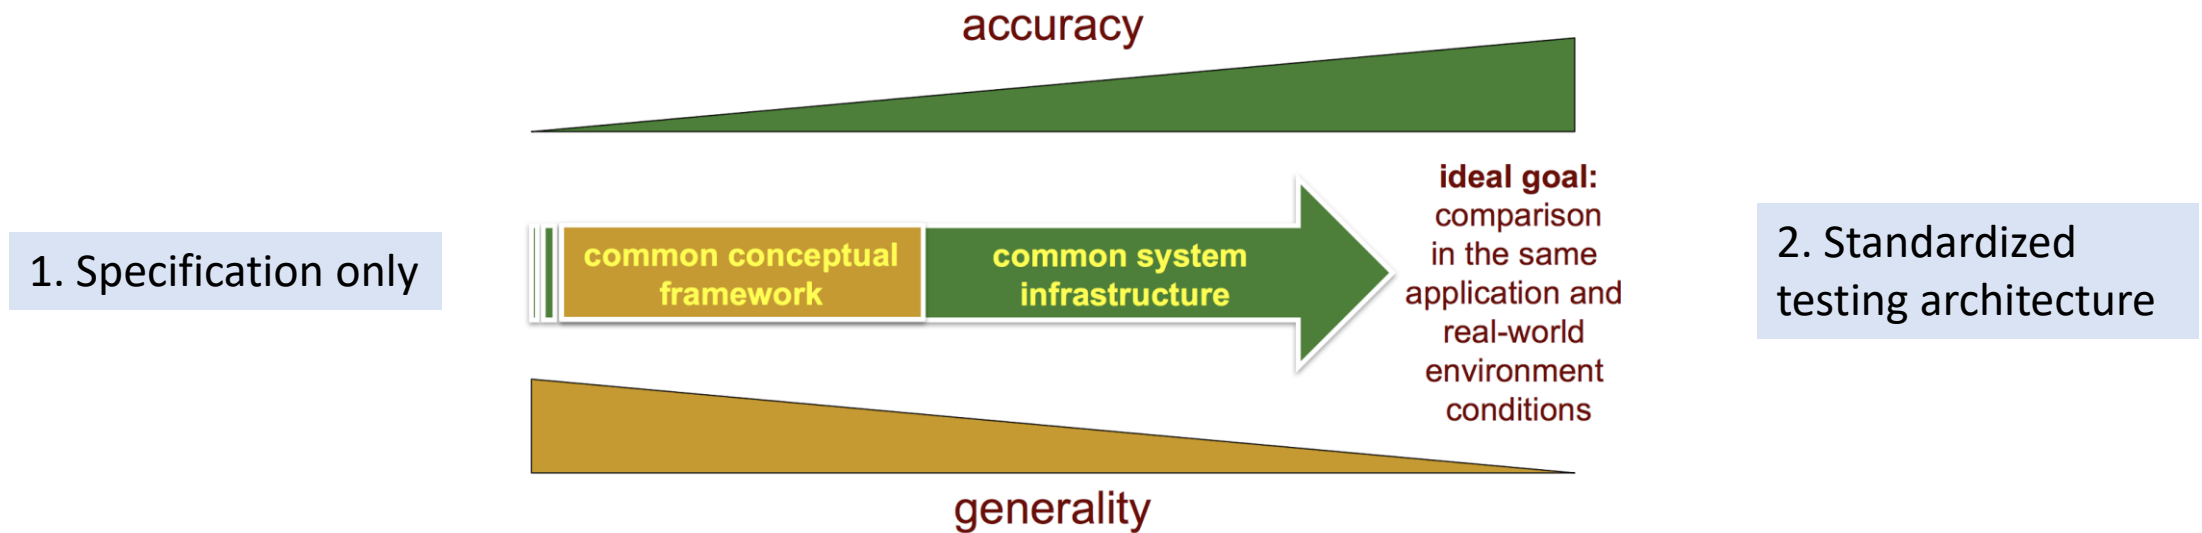 accuracy
1. Specification only
common conceptual
framework
common system
infrastructure
ideal goal:
comparison
in the same
application and
real-world
environment
conditions
2. Standardized
testing architecture
generality